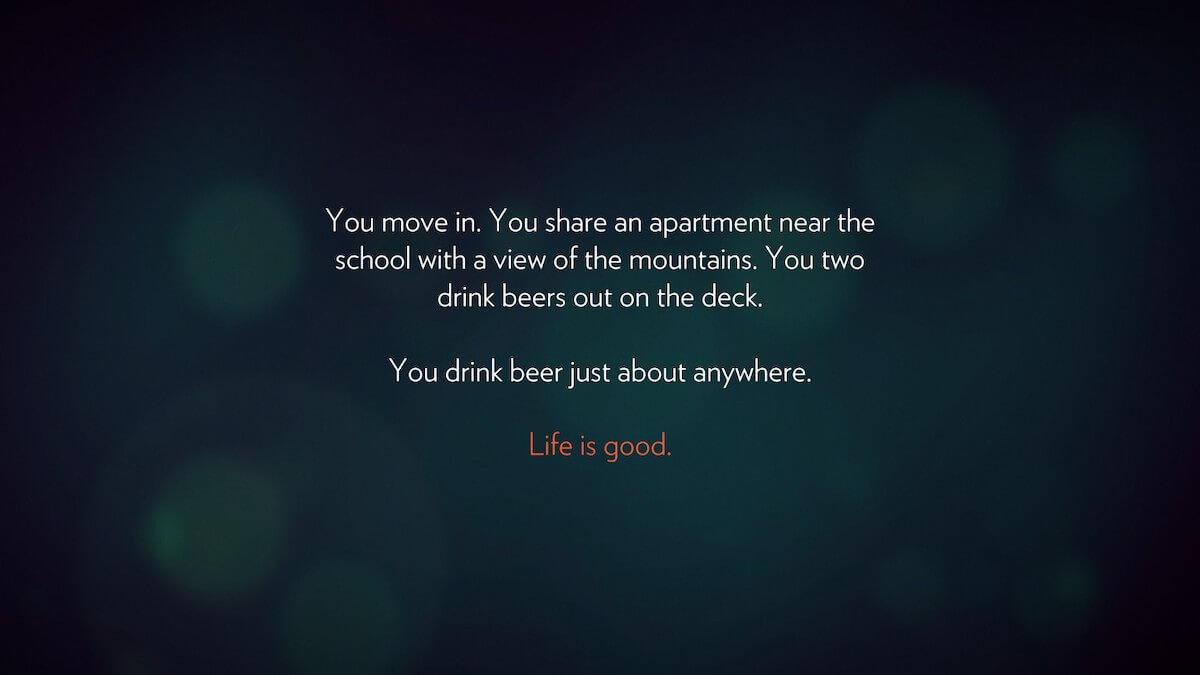 You move in. You share an apartment near the
school with a view of the mountains. You two
drink beers out on the deck.
You drink beer just about anywhere.
Life is good.